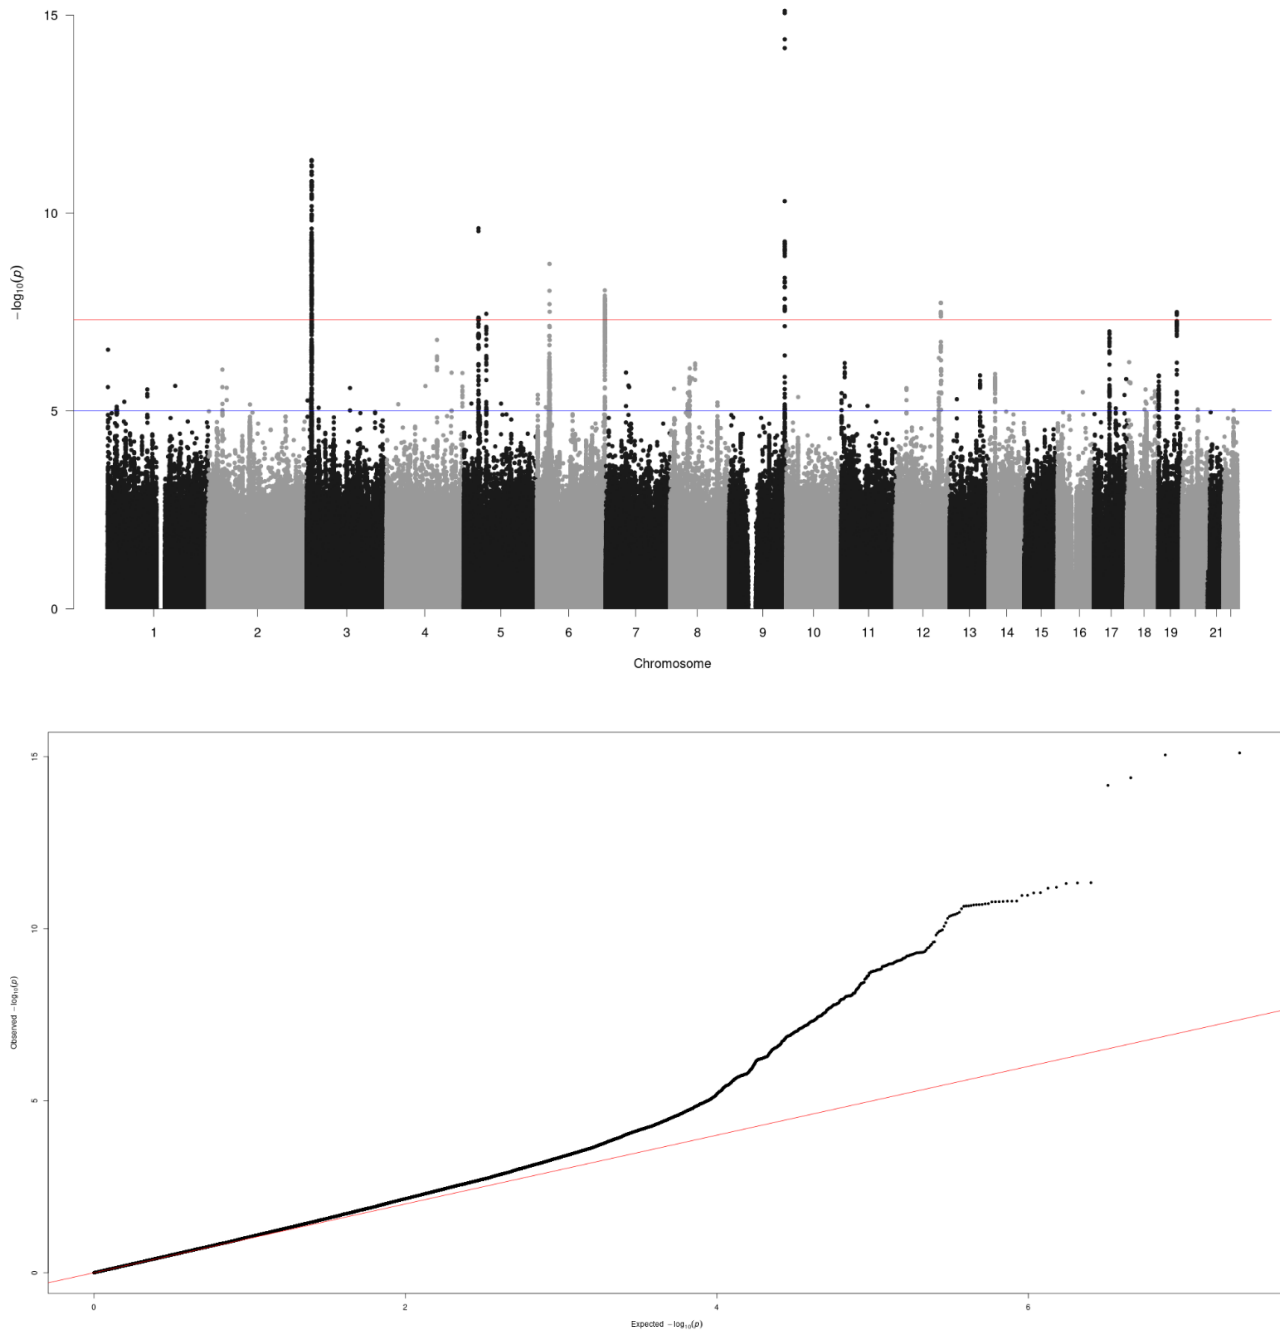 15
10
5
0
−log₁₀(p)
1 2 3 4 5 6 7 8 9 10 11 12 13 14 15 16 17 18 19 21
Chromosome
15
10
5
0
Observed −log₁₀(p)
0 2 4 6
Expected −log₁₀(p)